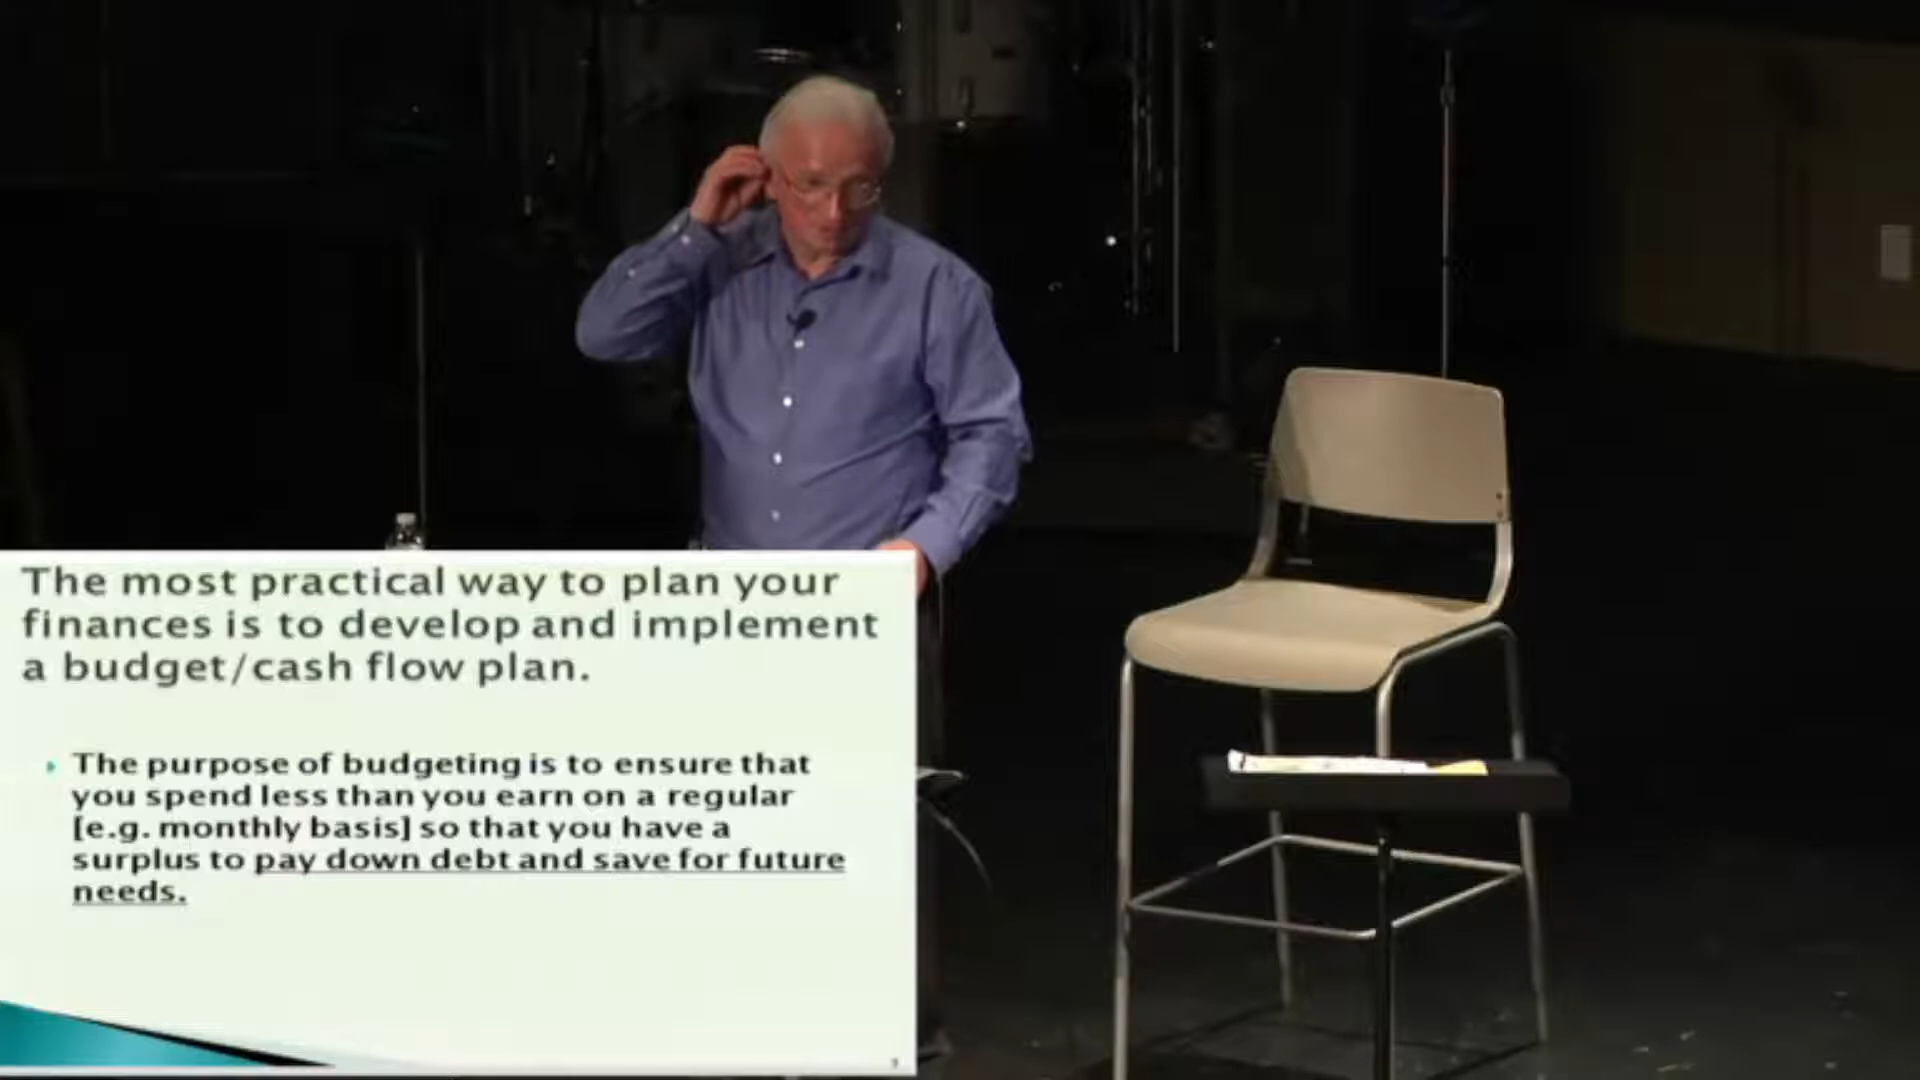 The most practical way to plan your
finances is to develop and implement
a budget/cash flow plan.
The purpose of budgeting is to ensure that
you spend less than you earn on a regular
[e.g. monthly basis] so that you have a
surplus to pay down debt and save for future
needs.